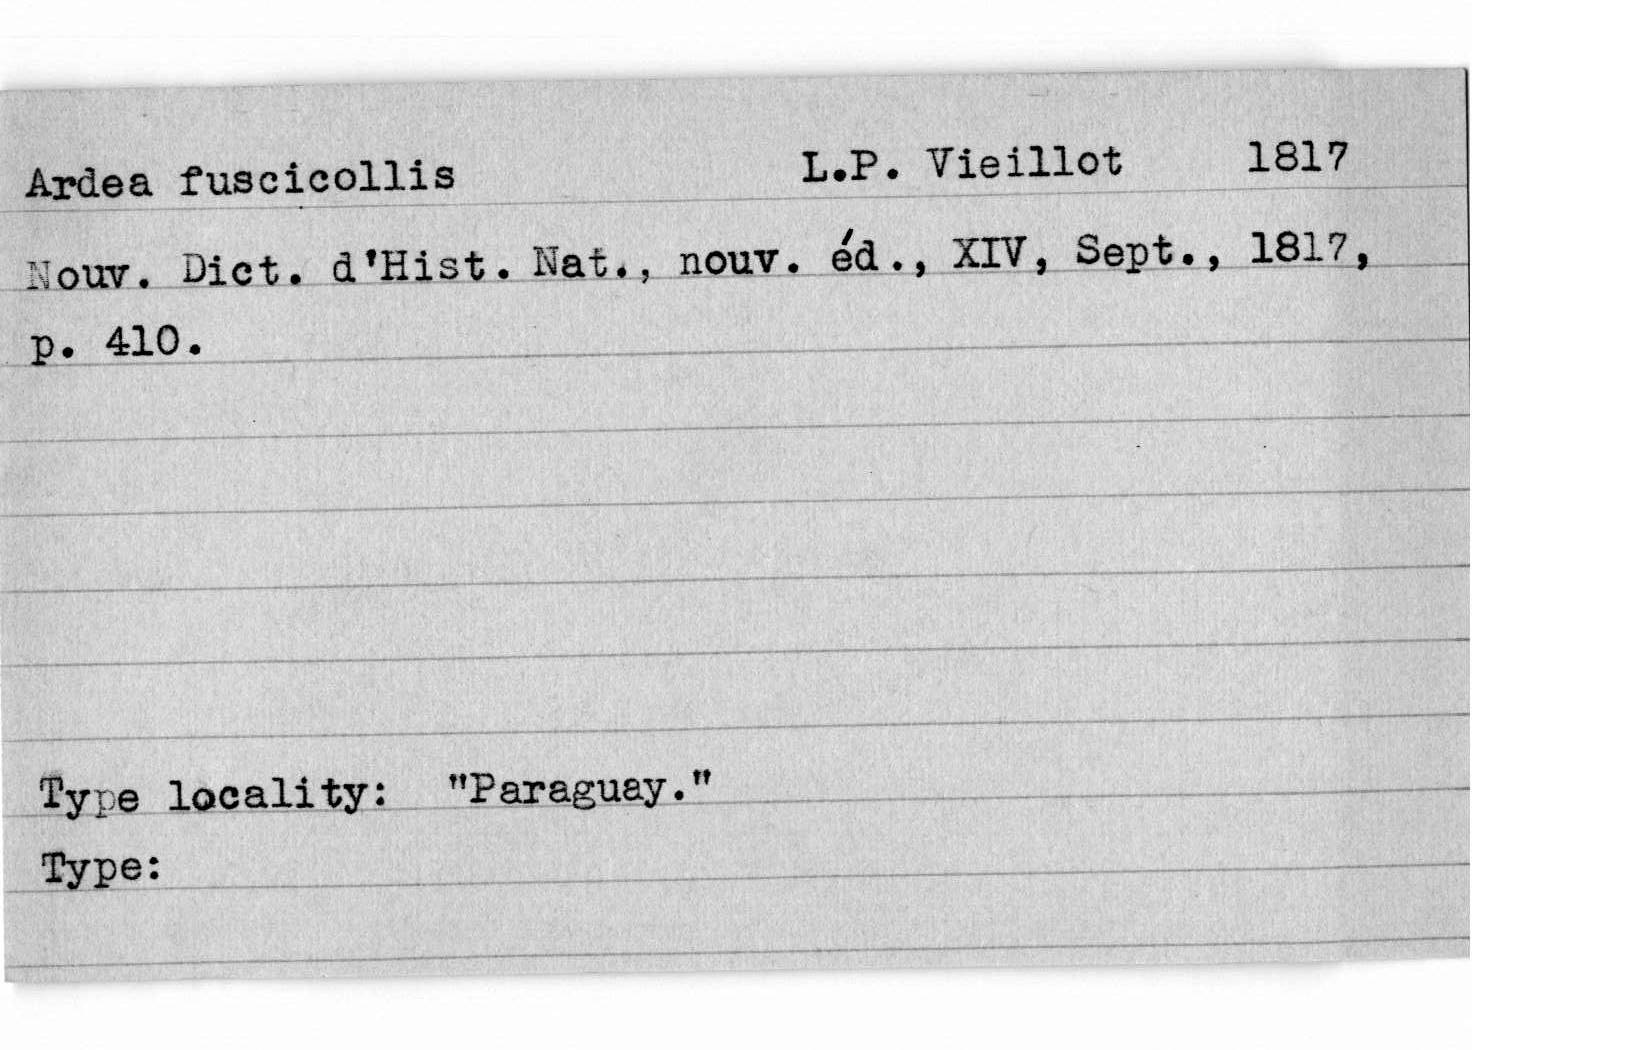 Ardea fuscicollis L.P. Vieillot 1817
Nouv. Dict. d'Hist. Nat., nouv. éd., XIV, Sept., 1817,
p. 410.
Type locality: "Paraguay."
Type: